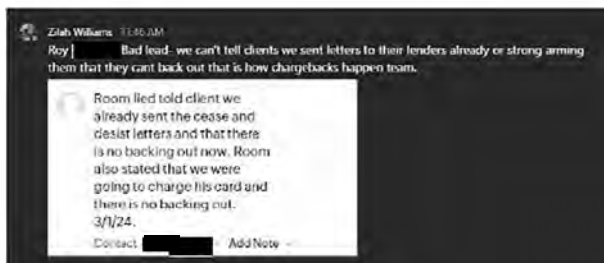 Zilah Williams 11:46 AM
Roy Bad lead- we can't tell clients we sent letters to their lenders already or strong arming
them that they cant back out that is how chargebacks happen team.
Room lied told client we
already sent the cease and
desist letters and that there
is no backing out now. Room
also stated that we were
going to charge his card and
there is no backing out.
3/1/24.
Contact Add Note